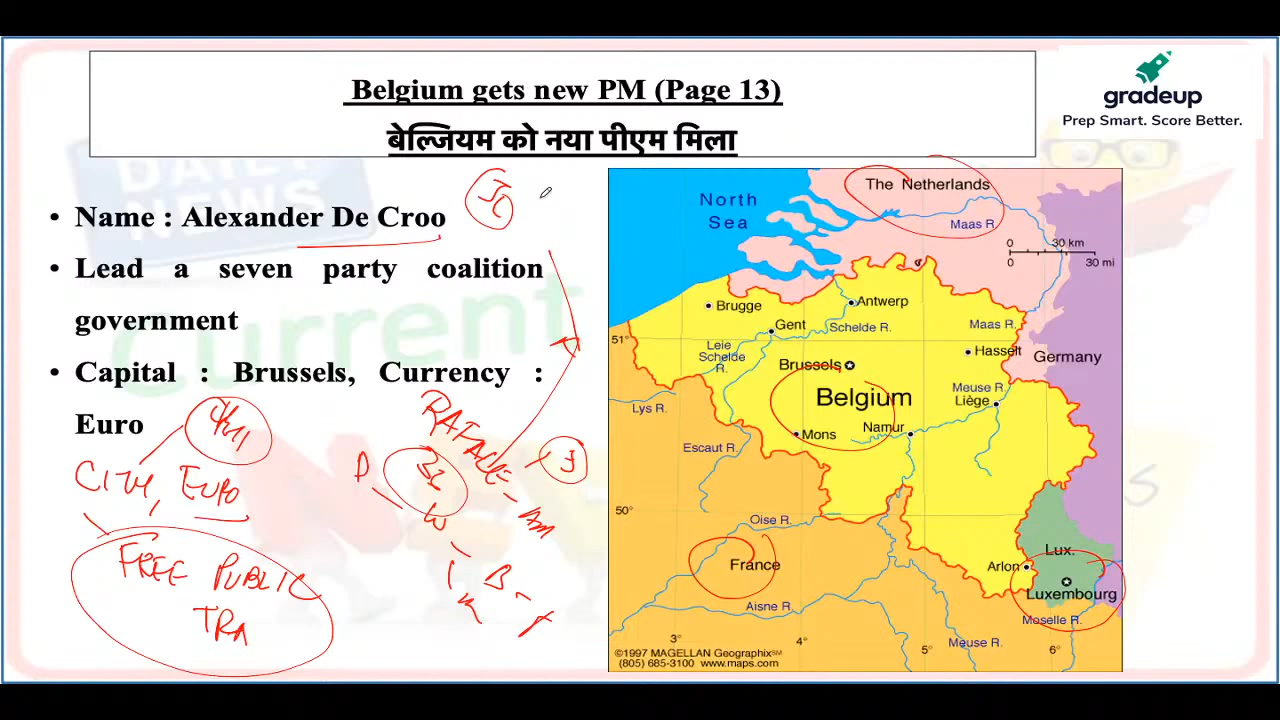 Belgium gets new PM (Page 13)
बेल्जियम को नया पीएम मिला
gradeup
Prep Smart. Score Better.
• Name : Alexander De Croo
• Lead a seven party coalition
government
• Capital : Brussels, Currency :
Euro
CITY, EURO
FREE PUBLIC
TRA
RAFALE
North
Sea
The Netherlands
Maas R.
0 30 km
0 30 mi
Brugge
Antwerp
Gent
Schelde R.
Maas R.
51°
Leie
Schelde
R.
Hasselt
Germany
Brussels
Belgium
Meuse R.
Liège
Lys R.
Mons
Namur
Escaut R.
50°
Oise R.
Lux.
France
Arlon
Luxembourg
Aisne R.
Moselle R.
3°
4°
5°
6°
Meuse R.
©1997 MAGELLAN Geographix℠
(805) 685-3100 www.maps.com